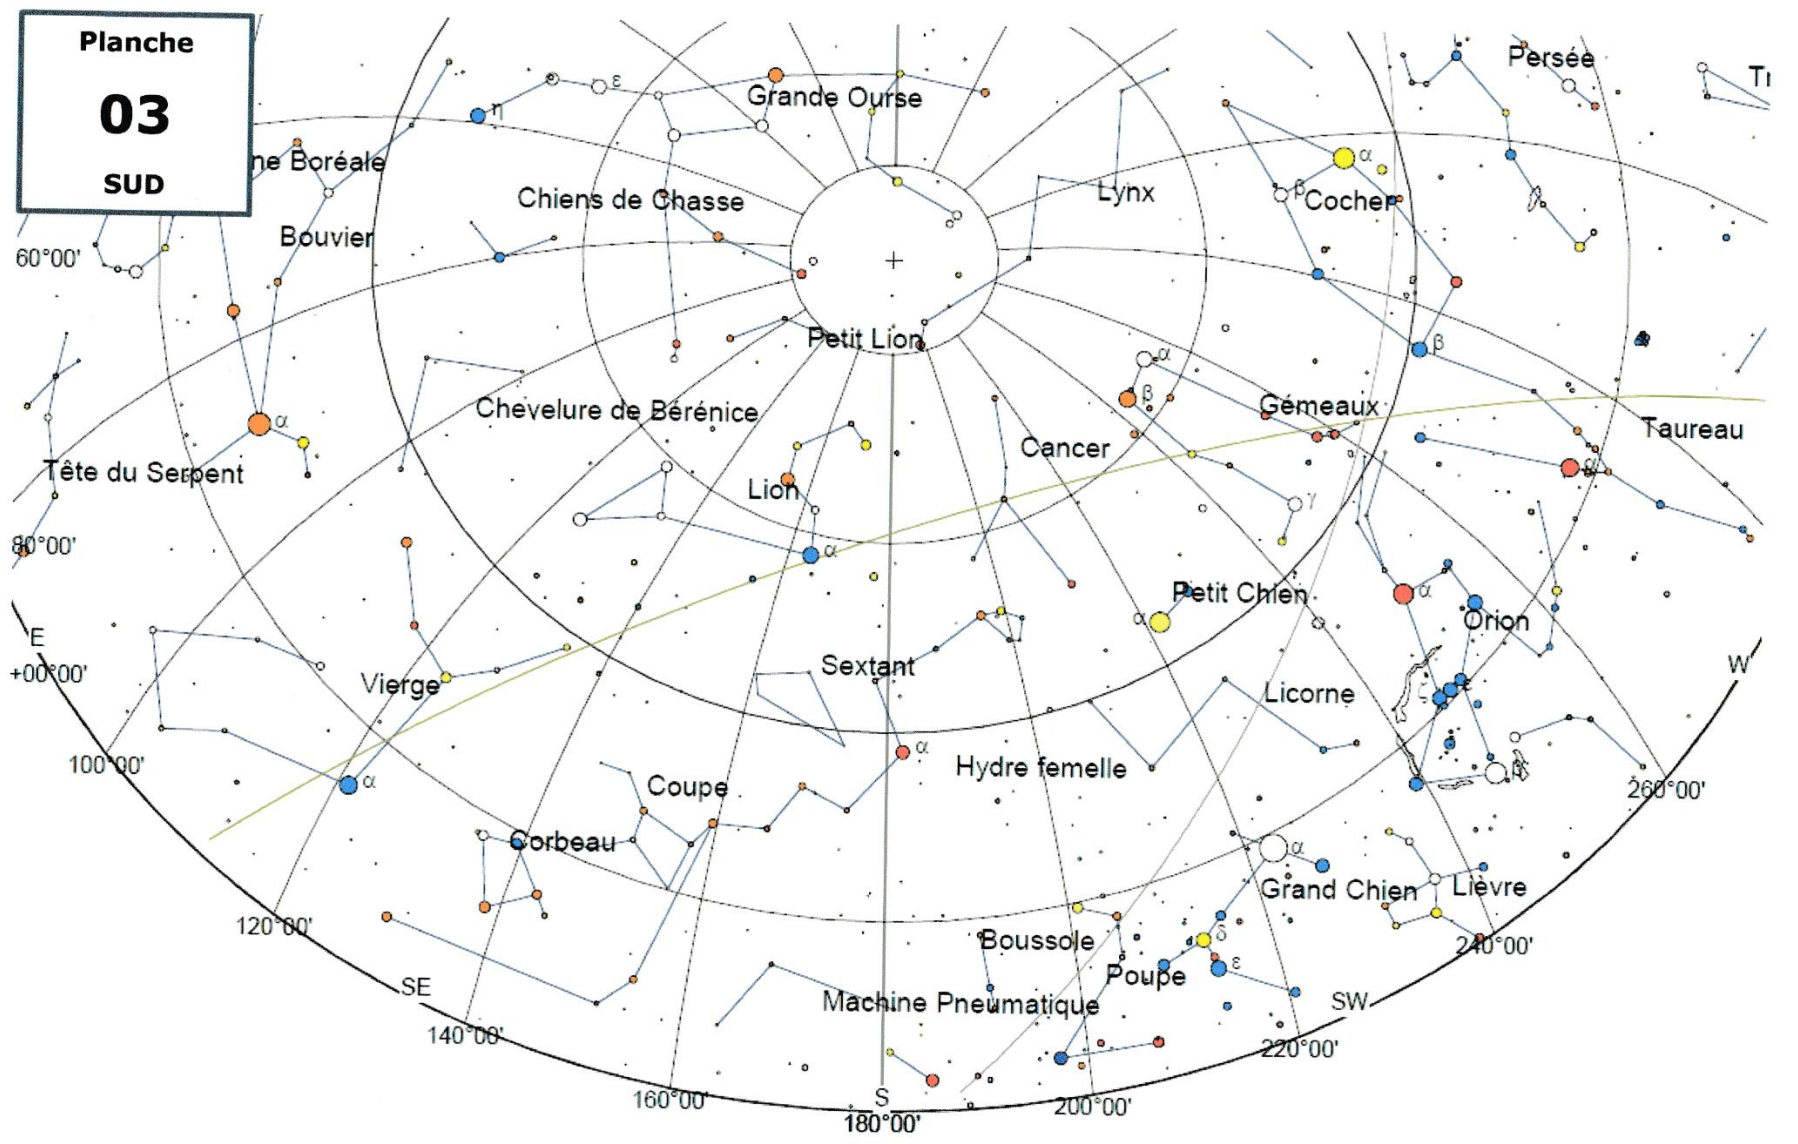 Planche
03
SUD
Persée
ε
η
Grande Ourse
ne Boréale
α
Chiens de Chasse
Lynx
β
Cocher
Bouvier
60°00'
Petit Lion
β
α
β
Chevelure de Bérénice
Gémeaux
α
Cancer
Taureau
Tête du Serpent
α
Lion
γ
80°00'
α
Petit Chien
α
α
Orion
E
+00°00'
Vierge
Sextant
Licorne
W
ζ
ε
α
100°00'
Hydre femelle
β
α
Coupe
260°00'
Corbeau
α
Grand Chien
Lièvre
120°00'
Boussole
δ
240°00'
ε
Poupe
SE
Machine Pneumatique
SW
140°00'
220°00'
160°00'
S
200°00'
180°00'